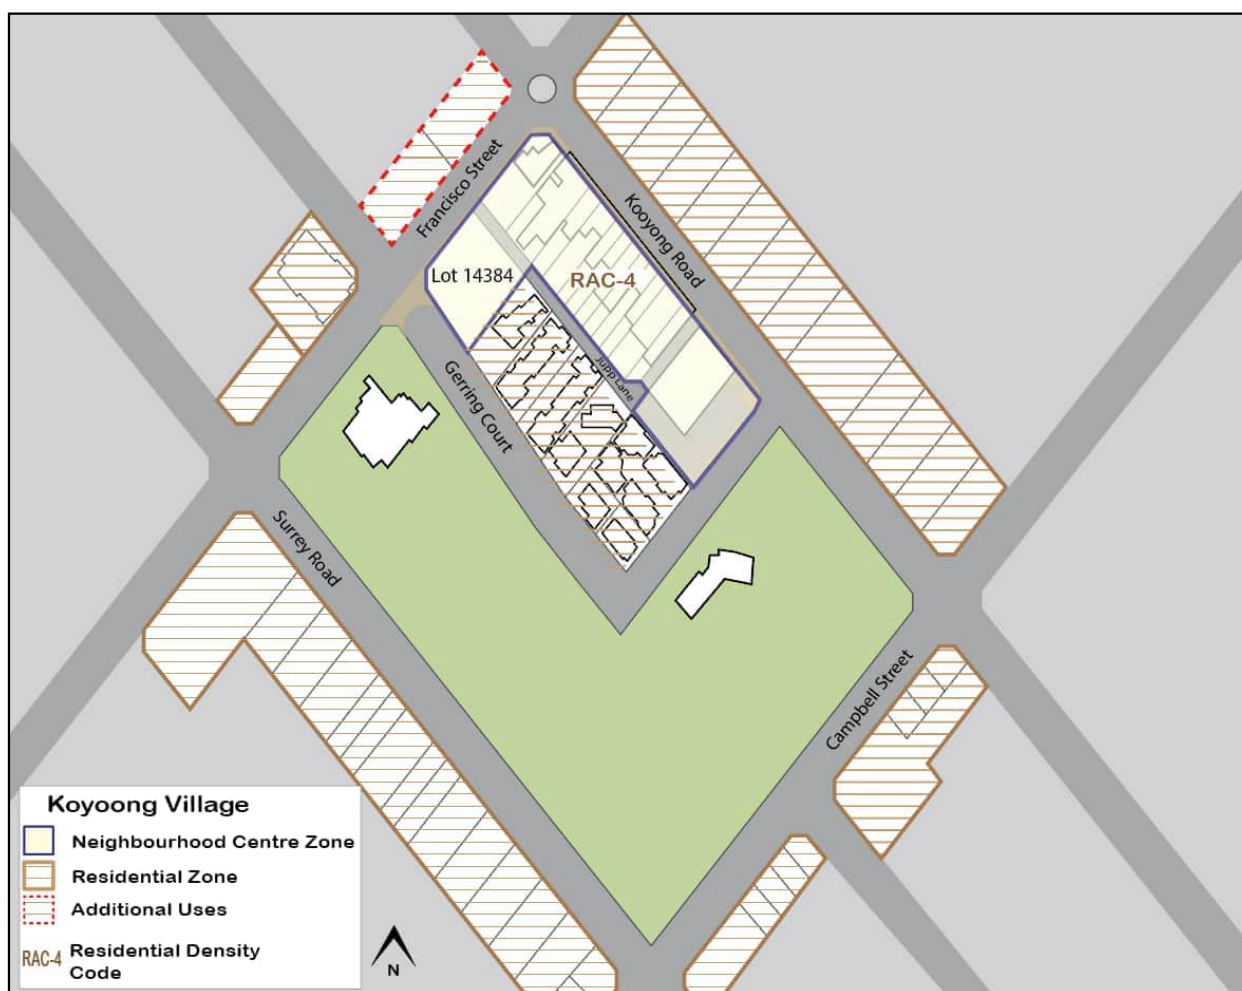 Francisco Street
Kooyong Road
Lot 14384
RAC-4
Jupp Lane
Gerring Court
Surrey Road
Campbell Street
Koyoong Village
Neighbourhood Centre Zone
Residential Zone
Additional Uses
RAC-4 Residential Density
Code
N